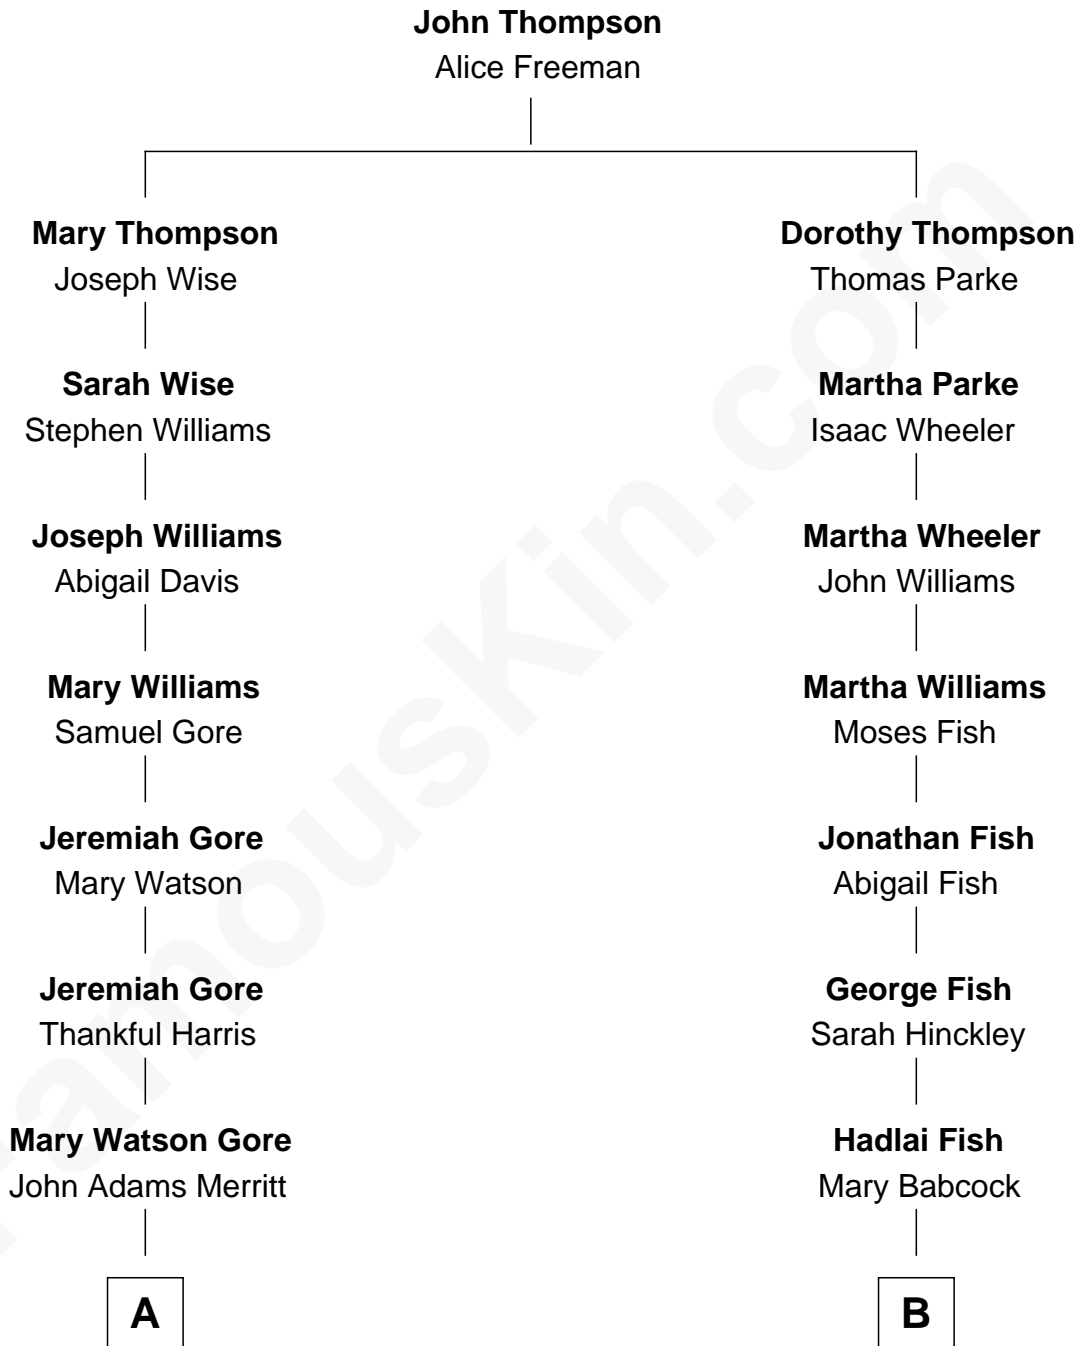 John Thompson
Alice Freeman
Mary Thompson
Joseph Wise
Dorothy Thompson
Thomas Parke
Sarah Wise
Stephen Williams
Martha Parke
Isaac Wheeler
Joseph Williams
Abigail Davis
Martha Wheeler
John Williams
Mary Williams
Samuel Gore
Martha Williams
Moses Fish
Jeremiah Gore
Mary Watson
Jonathan Fish
Abigail Fish
Jeremiah Gore
Thankful Harris
George Fish
Sarah Hinckley
Mary Watson Gore
John Adams Merritt
Hadlai Fish
Mary Babcock
A
B
FamousKin.com